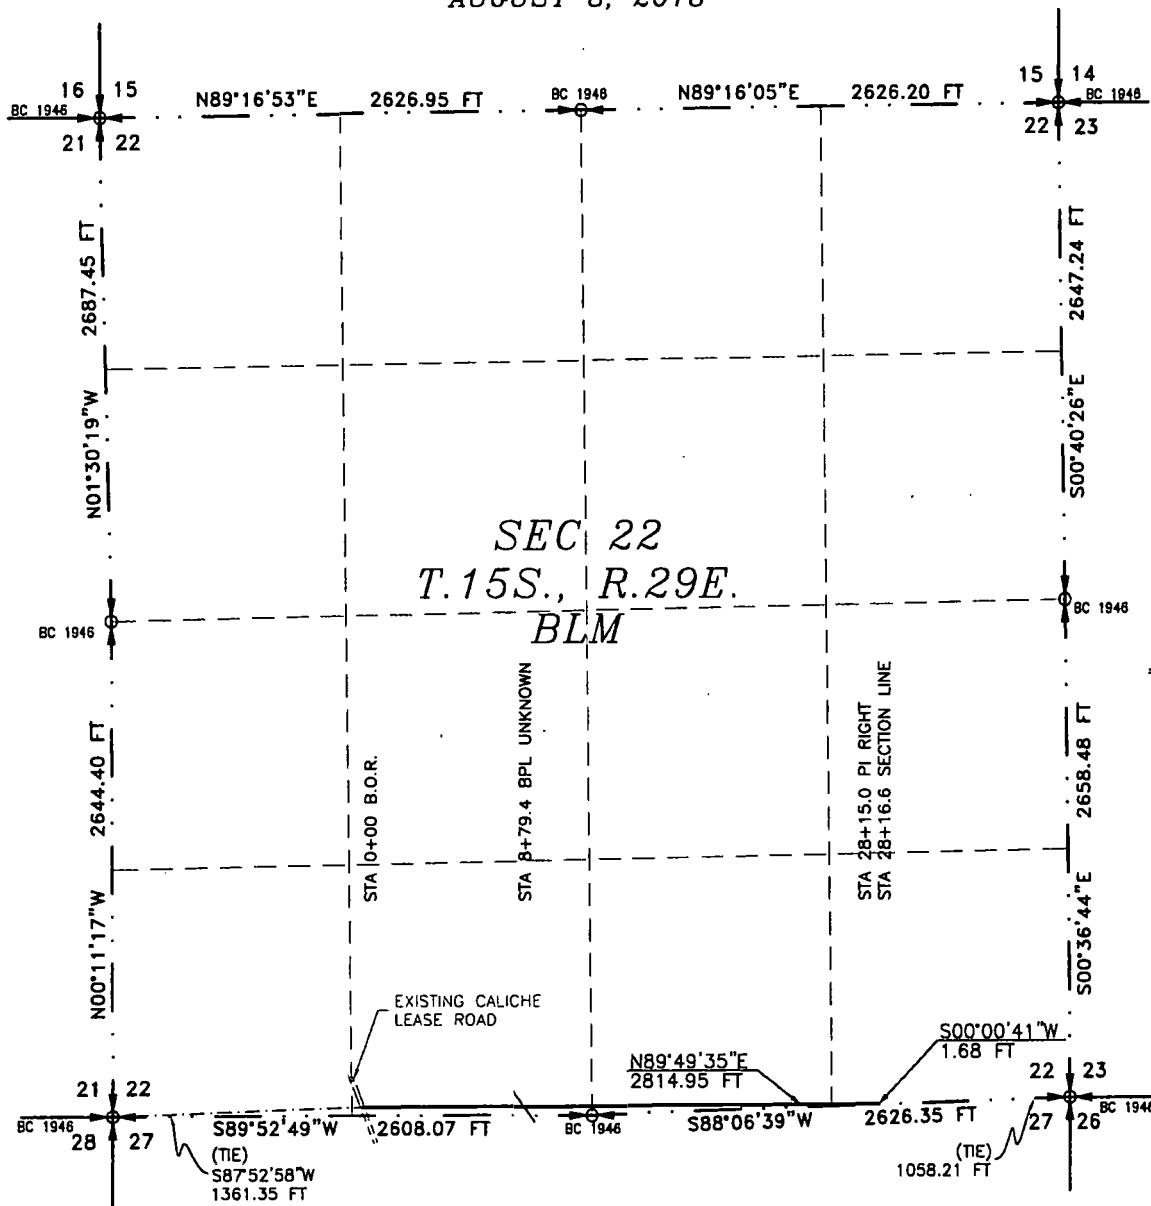 16 15
BC 1946
21 22
N89°16'53"E 2626.95 FT
BC 1946
N89°16'05"E 2626.20 FT
15 14
BC 1946
22 23
2687.45 FT
N01°30'19"W
2647.24 FT
S00°40'26"E
SEC 22
T.15S., R.29E.
BLM
BC 1946
BC 1946
2644.40 FT
N00°11'17"W
STA 0+00 B.O.R.
STA 8+79.4 BPL UNKNOWN
STA 28+15.0 PI RIGHT
STA 28+16.6 SECTION LINE
2658.48 FT
S00°36'44"E
EXISTING CALICHE
LEASE ROAD
N89°49'35"E
2814.95 FT
S00°00'41"W
1.68 FT
21 22
BC 1946
28 27
S89°52'49"W 2608.07 FT
BC 1946
S88°06'39"W 2626.35 FT
22 23
BC 1946
27 26
(TIE)
S87°52'58"W
1361.35 FT
(TIE)
1058.21 FT